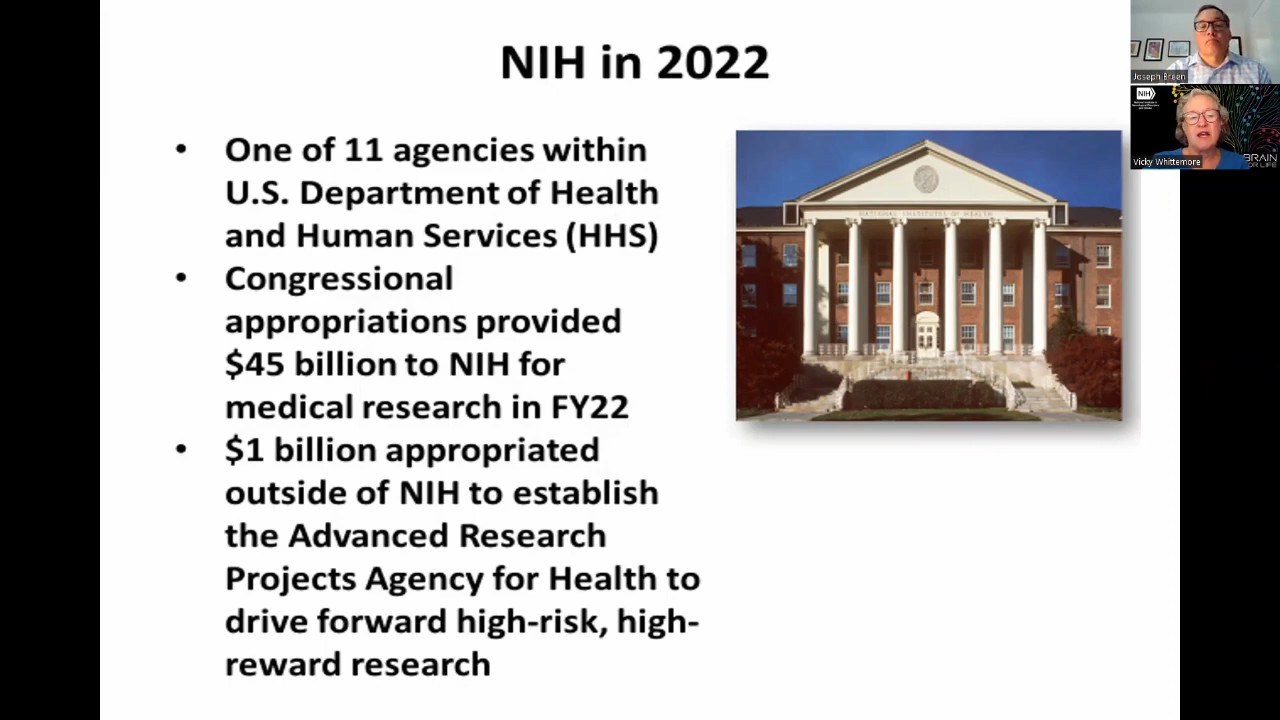 NIH in 2022
• One of 11 agencies within
U.S. Department of Health
and Human Services (HHS)
• Congressional
appropriations provided
$45 billion to NIH for
medical research in FY22
• $1 billion appropriated
outside of NIH to establish
the Advanced Research
Projects Agency for Health to
drive forward high-risk, high-
reward research
NATIONAL INSTITUTES OF HEALTH
Joseph Breen
NIH
BRAIN
FOR LIFE
Vicky Whittemore